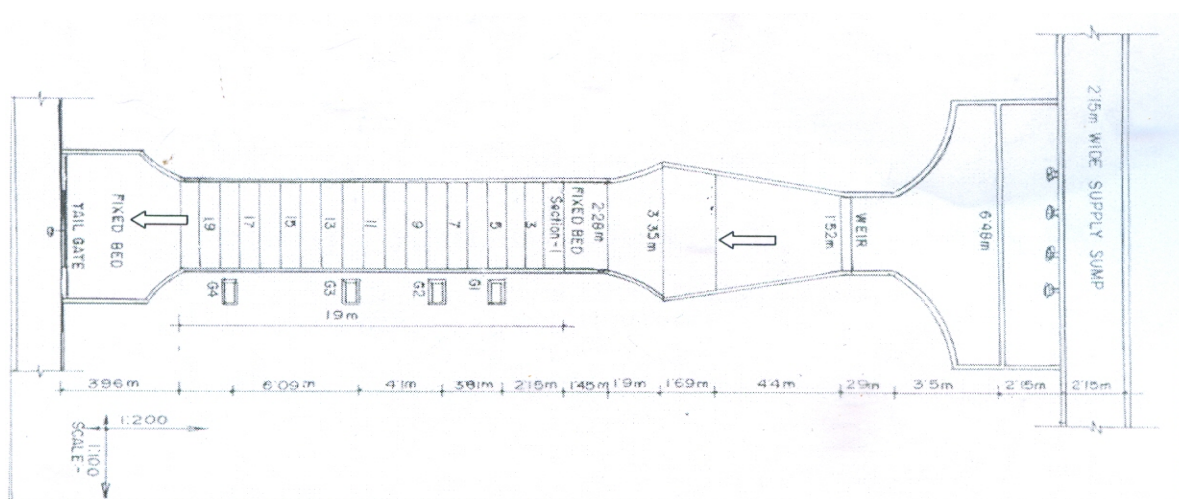 TAIL GATE
FIXED BED
19
17
15
13
11
9
7
5
3
Section-1
FIXED BED
2·28m
3·35m
1·52m
WEIR
6·48m
2·15m WIDE SUPPLY SUMP
G4
G3
G2
G1
19m
3·96m
6·09m
4·1m
3·81m
2·15m
1·45m
1·9m
1·69m
4·4m
2·9m
3·5m
2·15m
2·15m
1:200
SCALE- 1:100